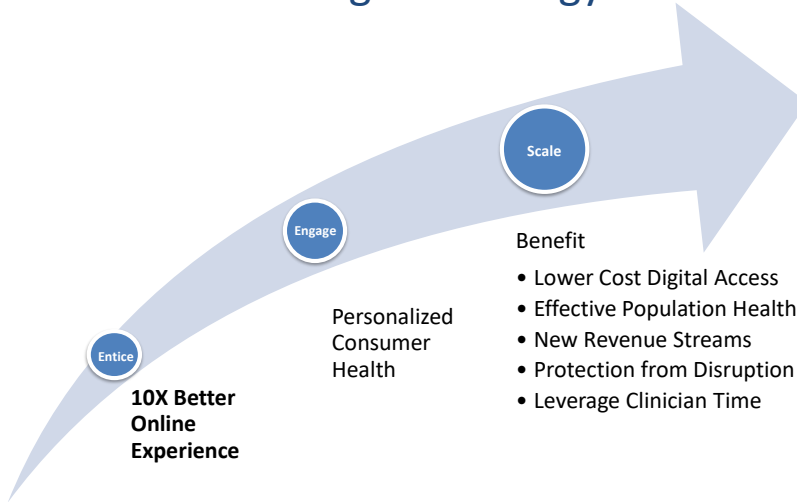 Entice
10X Better
Online
Experience
Engage
Personalized
Consumer
Health
Scale
Benefit
• Lower Cost Digital Access
• Effective Population Health
• New Revenue Streams
• Protection from Disruption
• Leverage Clinician Time